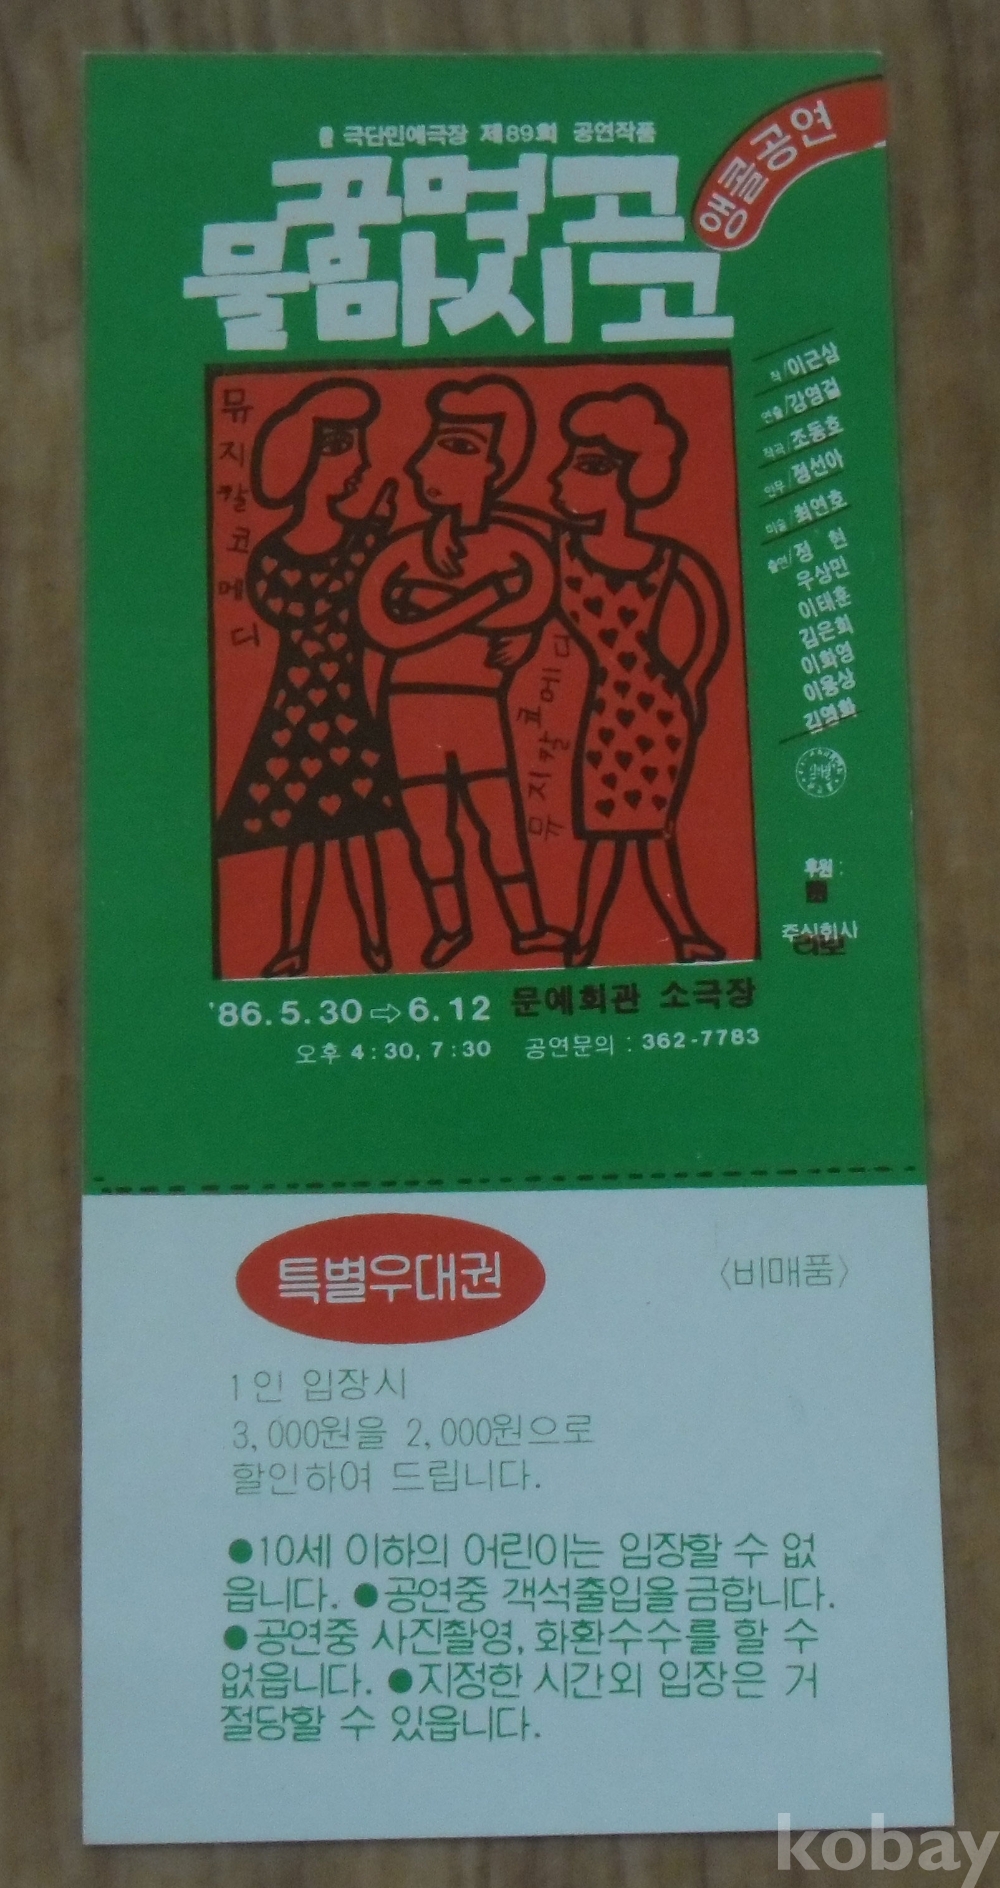 극단민예극장 제89회 공연작품
꿈먹고
물마시고
앵콜공연
뮤지칼코메디
뮤지칼코메디
작/이근삼
연출/강영걸
작곡/조동호
안무/정선아
미술/최연호
출연/정 현
우상민
이태훈
김은희
이화영
이용상
김영화
후원:
주식회사
'86.5.30⇨6.12 문예회관 소극장
오후 4:30, 7:30 공연문의 : 362-7783
특별우대권
〈비매품〉
1인 입장시
3,000원을 2,000원으로
할인하여 드립니다.
●10세 이하의 어린이는 입장할 수 없
읍니다. ●공연중 객석출입을금합니다.
●공연중 사진촬영, 화환수수를 할 수
없읍니다. ●지정한 시간외 입장은 거
절당할 수 있읍니다.
kobay